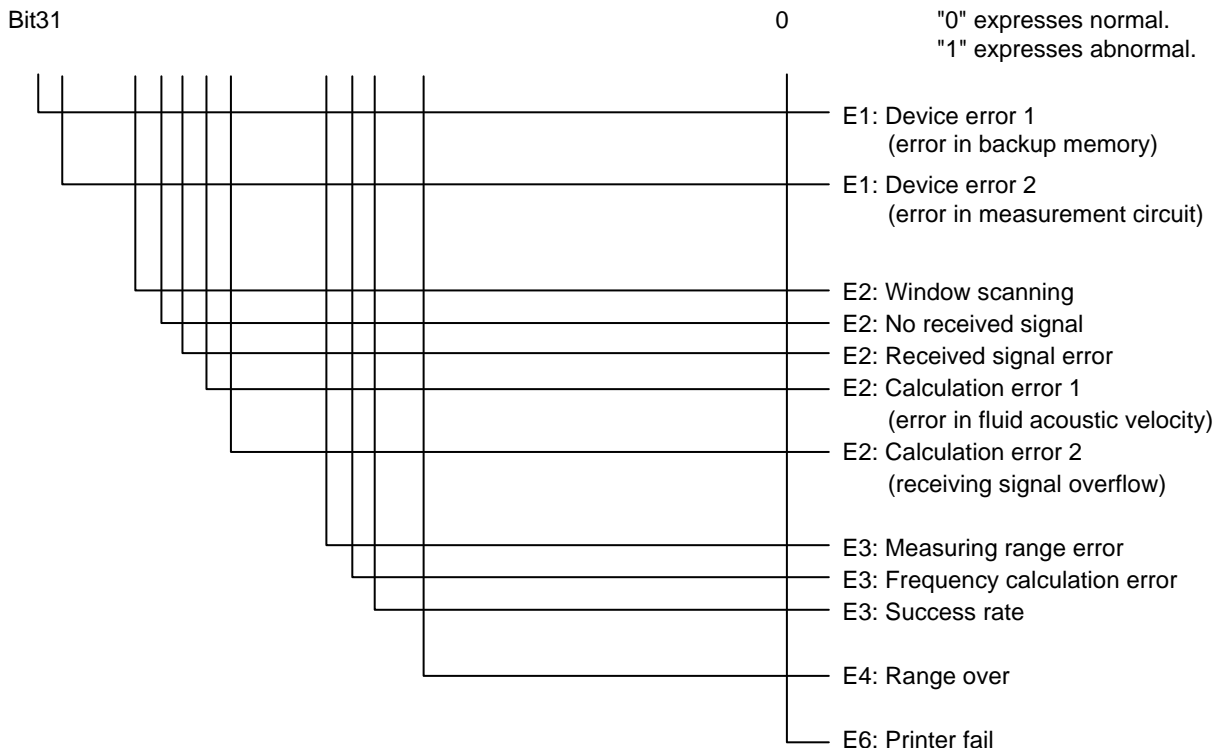 Bit31
0
"0" expresses normal.
"1" expresses abnormal.
E1: Device error 1
(error in backup memory)
E1: Device error 2
(error in measurement circuit)
E2: Window scanning
E2: No received signal
E2: Received signal error
E2: Calculation error 1
(error in fluid acoustic velocity)
E2: Calculation error 2
(receiving signal overflow)
E3: Measuring range error
E3: Frequency calculation error
E3: Success rate
E4: Range over
E6: Printer fail